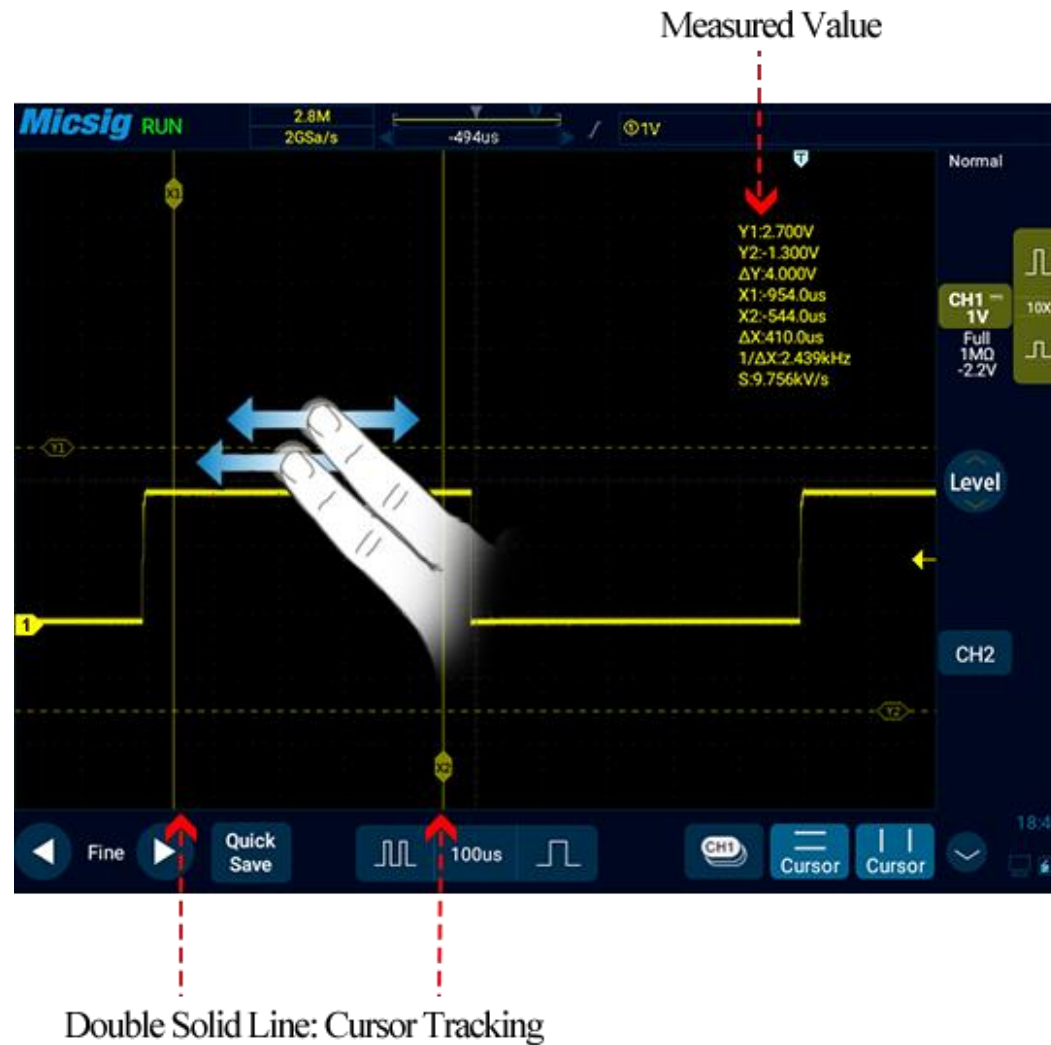 Measured Value
Micsig RUN
2.8M
2GSa/s
-494us
①1V
T
Normal
X1
Y1:2.700V
Y2:-1.300V
ΔY:4.000V
X1:-954.0us
X2:-544.0us
ΔX:410.0us
1/ΔX:2.439kHz
S:9.756kV/s
CH1
1V
10X
Full
1MΩ
-2.2V
Y1
Level
1
CH2
Y2
X2
Fine
Quick
Save
100us
CH1
Cursor
Cursor
18:4
Double Solid Line: Cursor Tracking